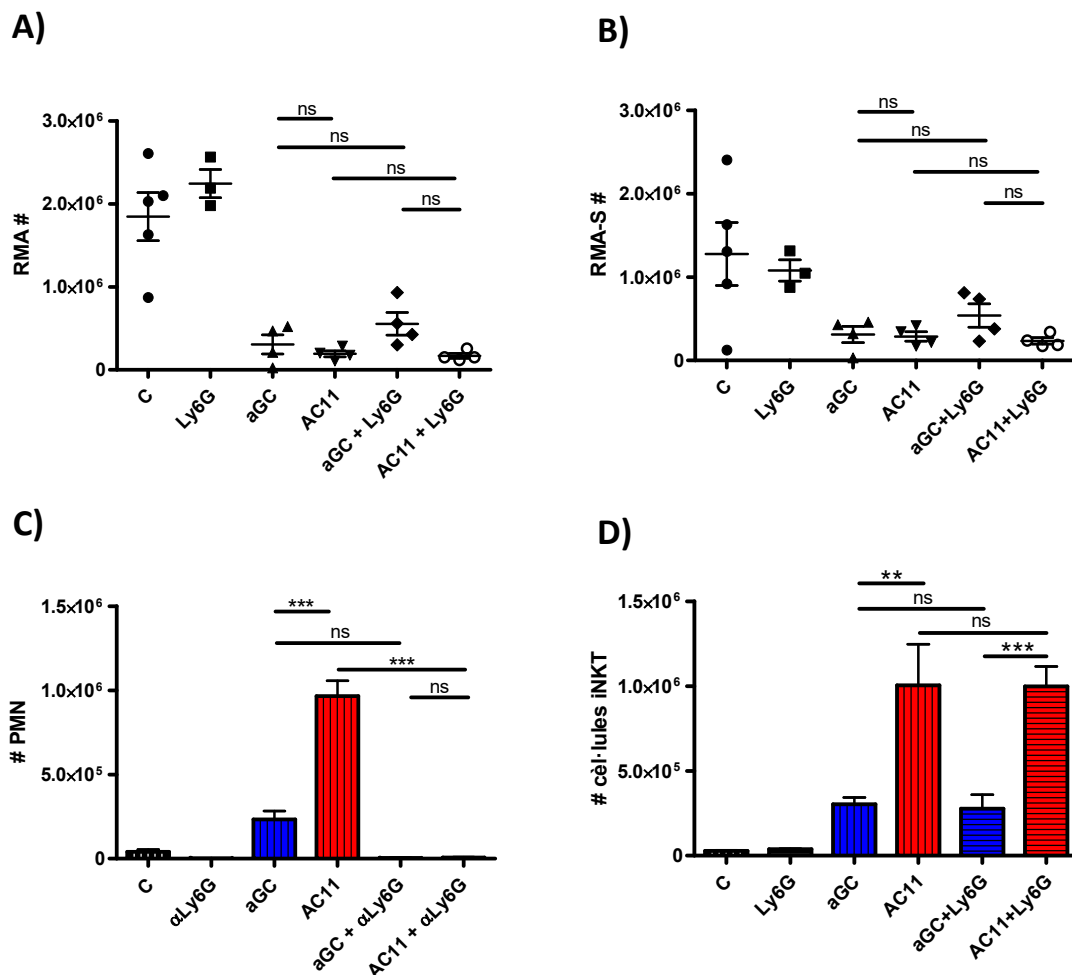 A)
B)
ns
ns
ns
ns
3.0×10⁶
2.0×10⁶
1.0×10⁶
0
RMA #
C
Ly6G
aGC
AC11
aGC + Ly6G
AC11 + Ly6G
ns
ns
ns
ns
3.0×10⁶
2.0×10⁶
1.0×10⁶
0
RMA-S #
C
Ly6G
aGC
AC11
aGC+Ly6G
AC11+Ly6G
C)
D)
***
ns
***
ns
1.5×10⁶
1.0×10⁶
5.0×10⁵
0
# PMN
C
αLy6G
aGC
AC11
aGC + αLy6G
AC11 + αLy6G
**
ns
ns
***
1.5×10⁶
1.0×10⁶
5.0×10⁵
0
# cèl·lules iNKT
C
Ly6G
aGC
AC11
aGC+Ly6G
AC11+Ly6G